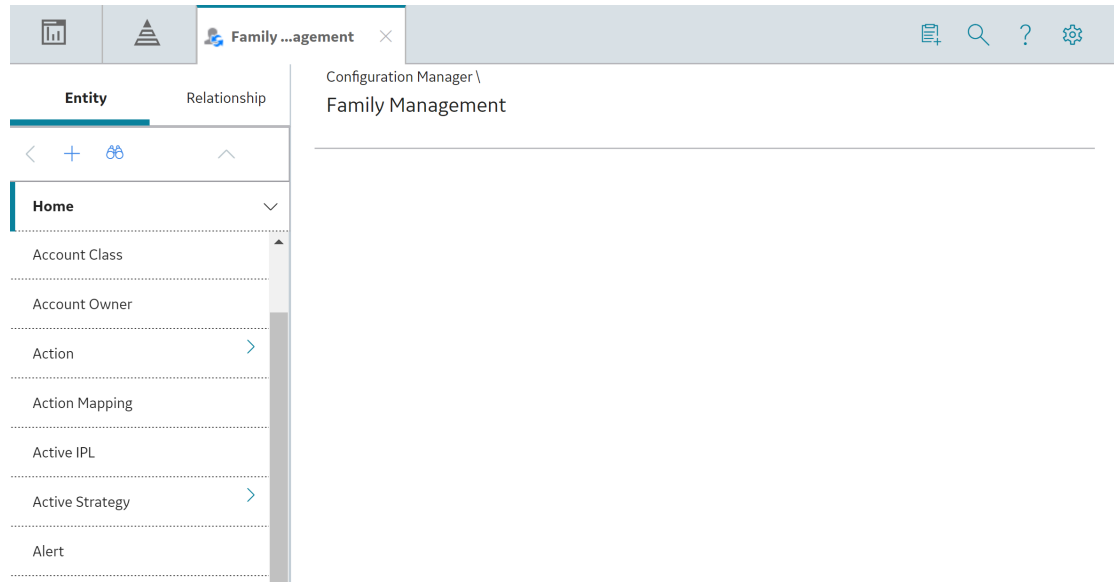 Family ...agement
Entity
Relationship
Home
Account Class
Account Owner
Action
Action Mapping
Active IPL
Active Strategy
Alert
Configuration Manager \
Family Management